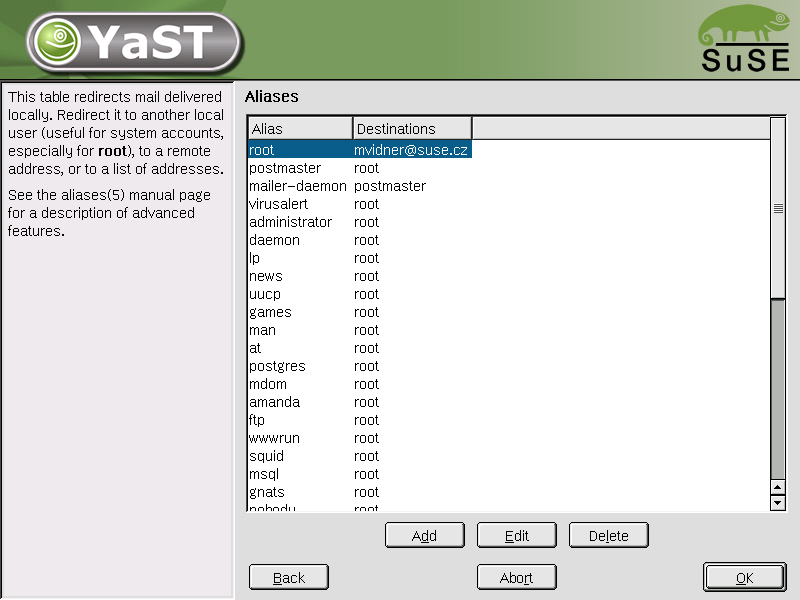 YaST
SuSE
This table redirects mail delivered
locally. Redirect it to another local
user (useful for system accounts,
especially for root), to a remote
address, or to a list of addresses.
See the aliases(5) manual page
for a description of advanced
features.
Aliases
Alias Destinations
root mvidner@suse.cz
postmaster root
mailer-daemon postmaster
virusalert root
administrator root
daemon root
lp root
news root
uucp root
games root
man root
at root
postgres root
mdom root
amanda root
ftp root
wwwrun root
squid root
msql root
gnats root
nobody root
Add Edit Delete
Back Abort OK